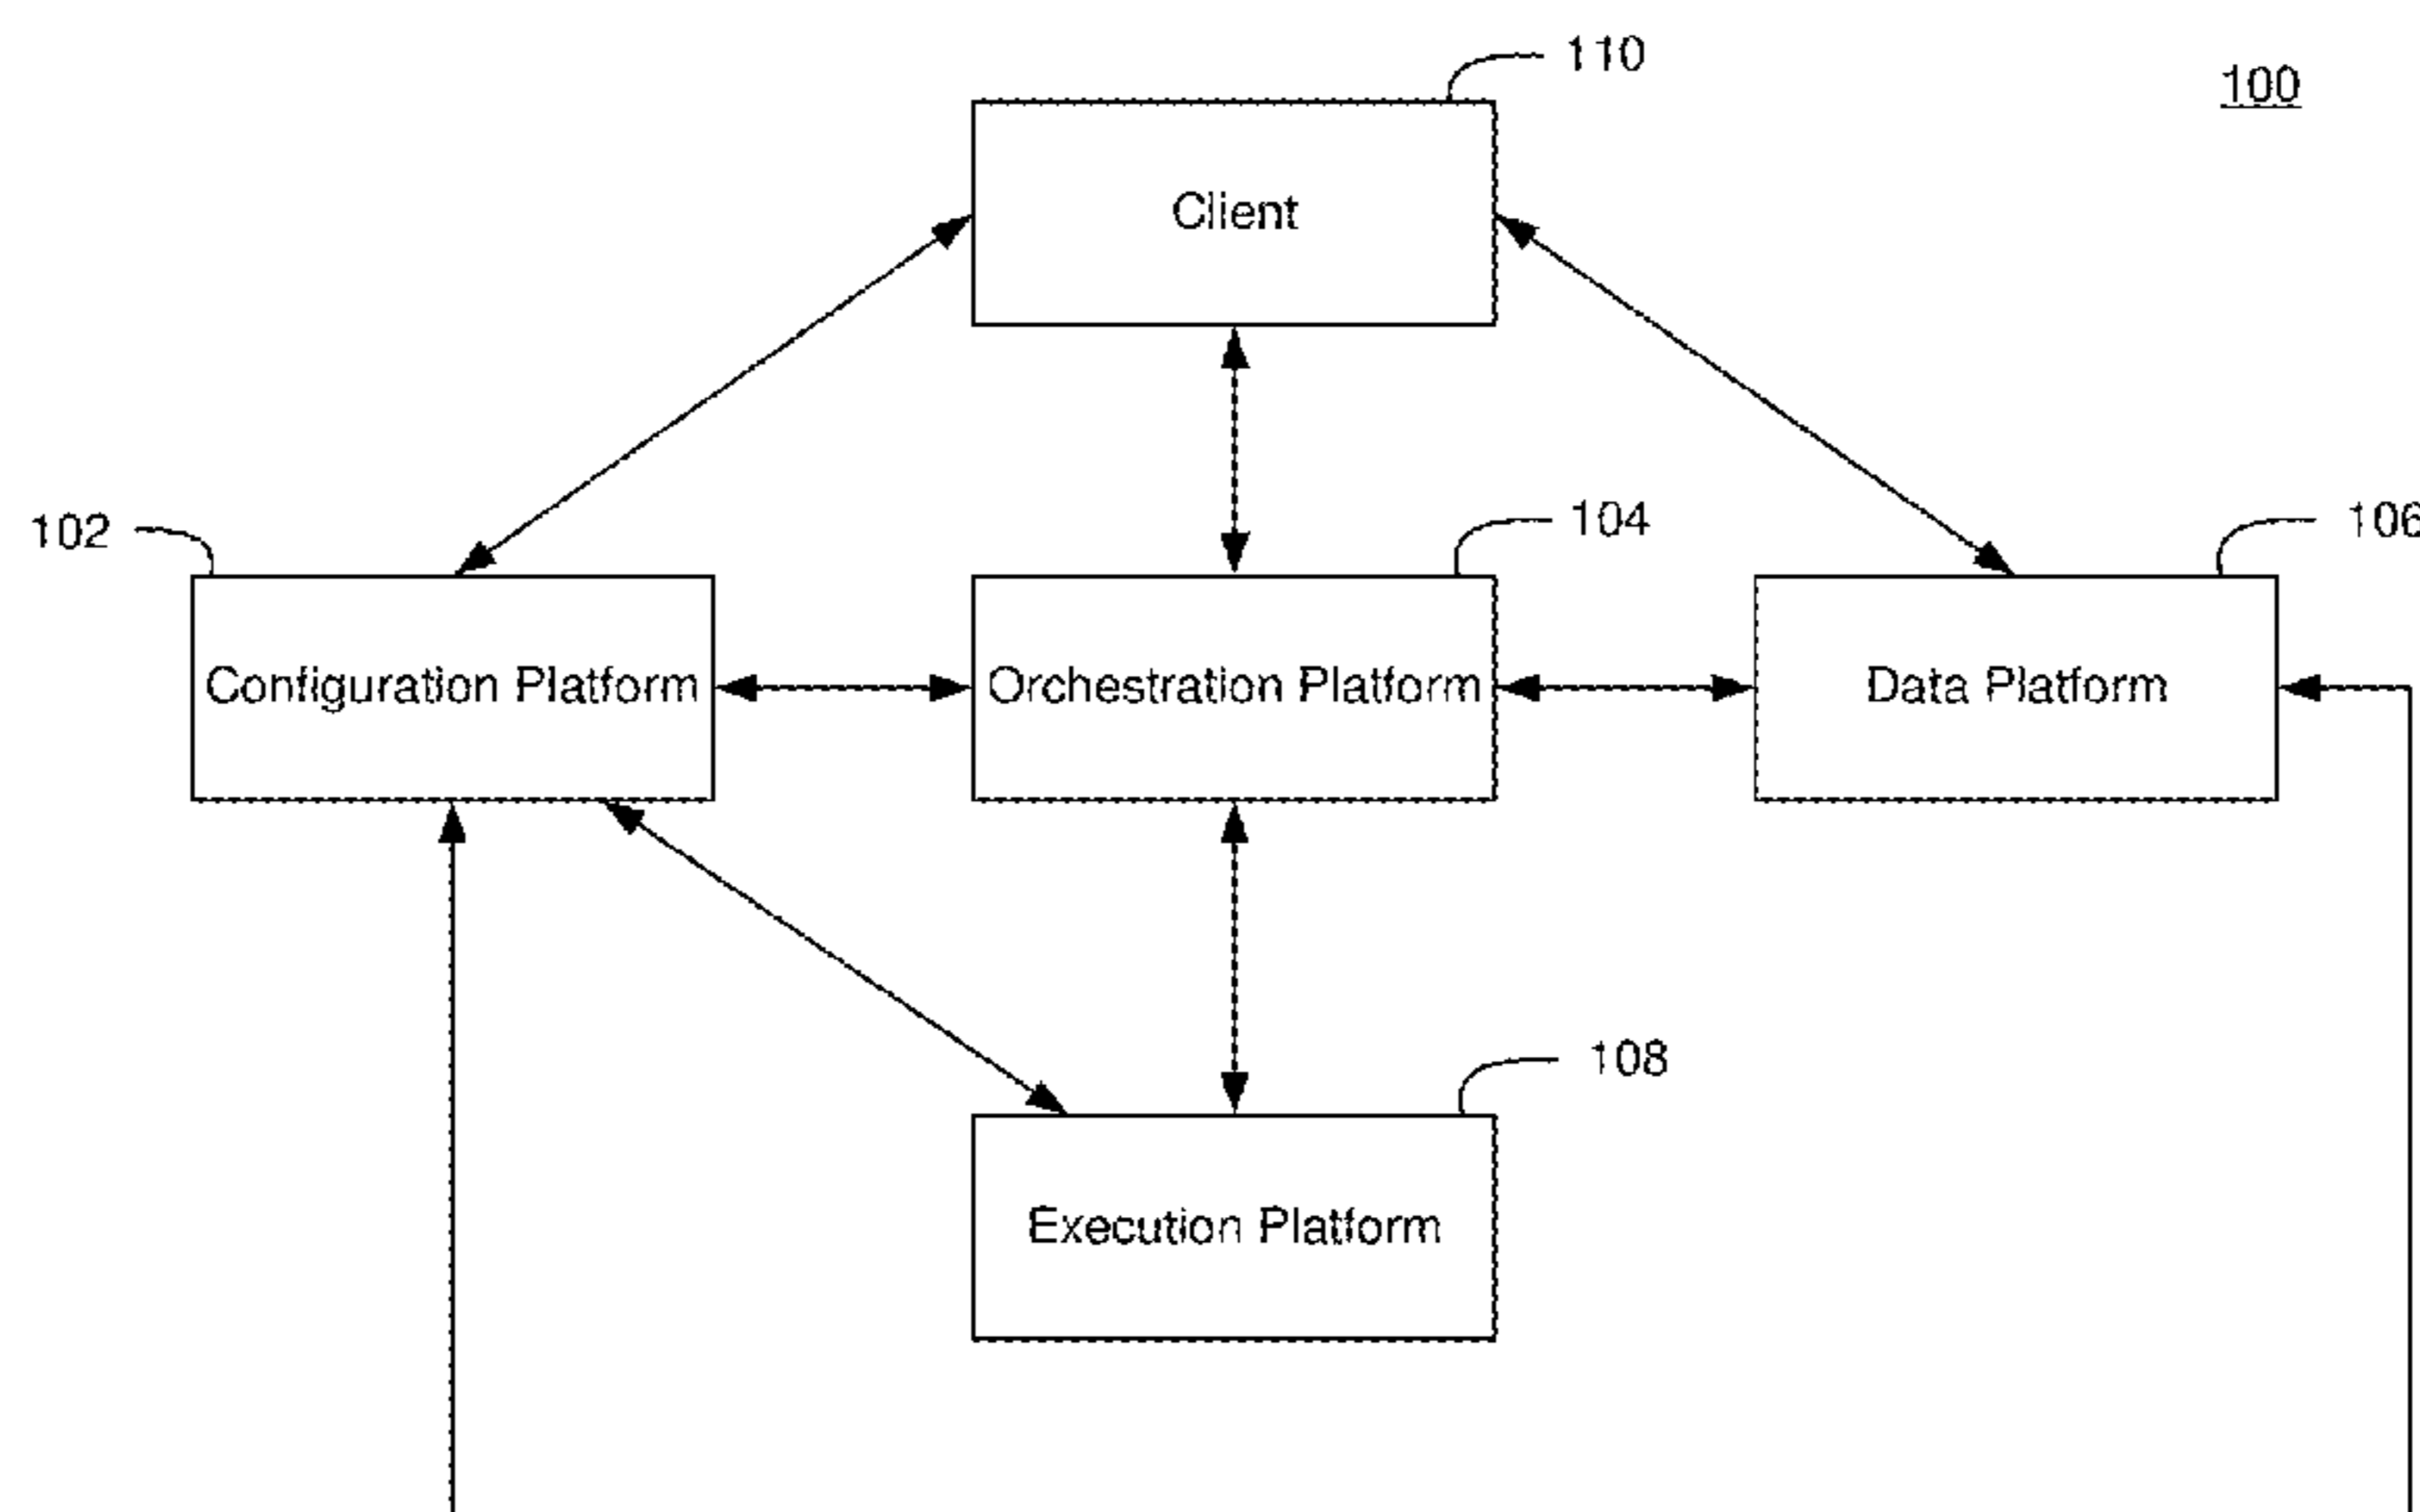 110
100
Client
102
104
106
Configuration Platform
Orchestration Platform
Data Platform
108
Execution Platform